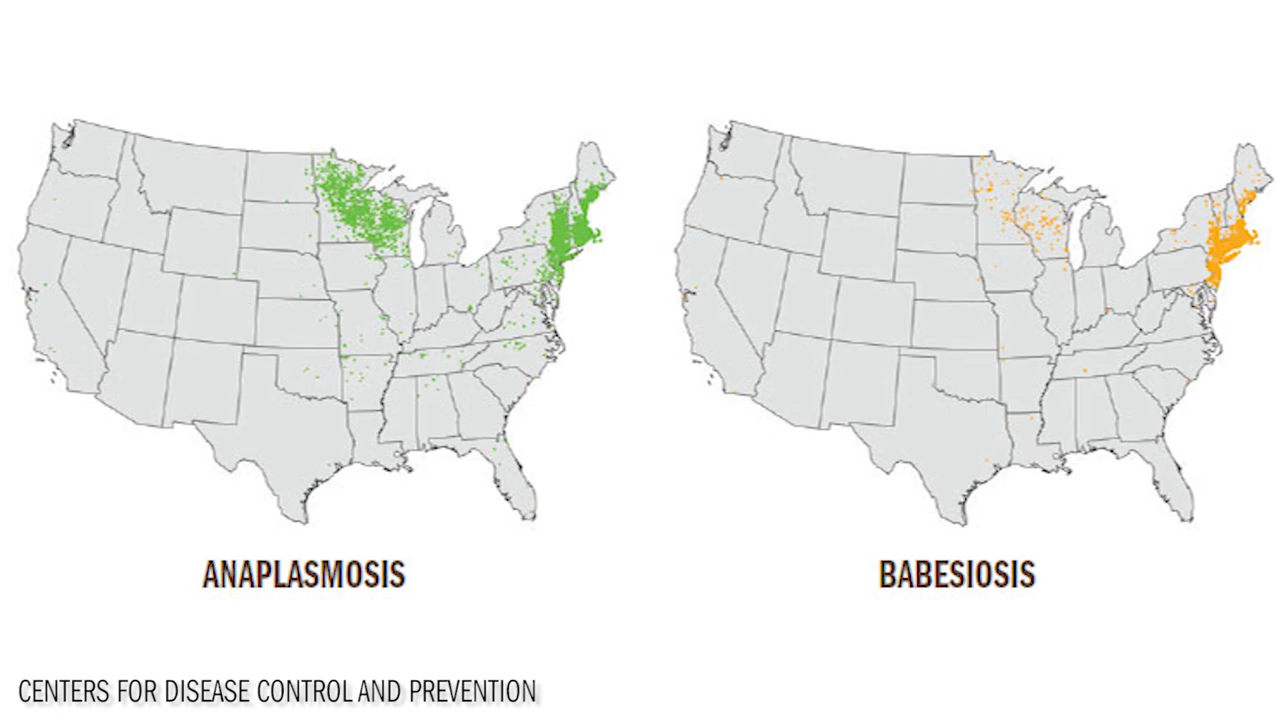 ANAPLASMOSIS
BABESIOSIS
CENTERS FOR DISEASE CONTROL AND PREVENTION